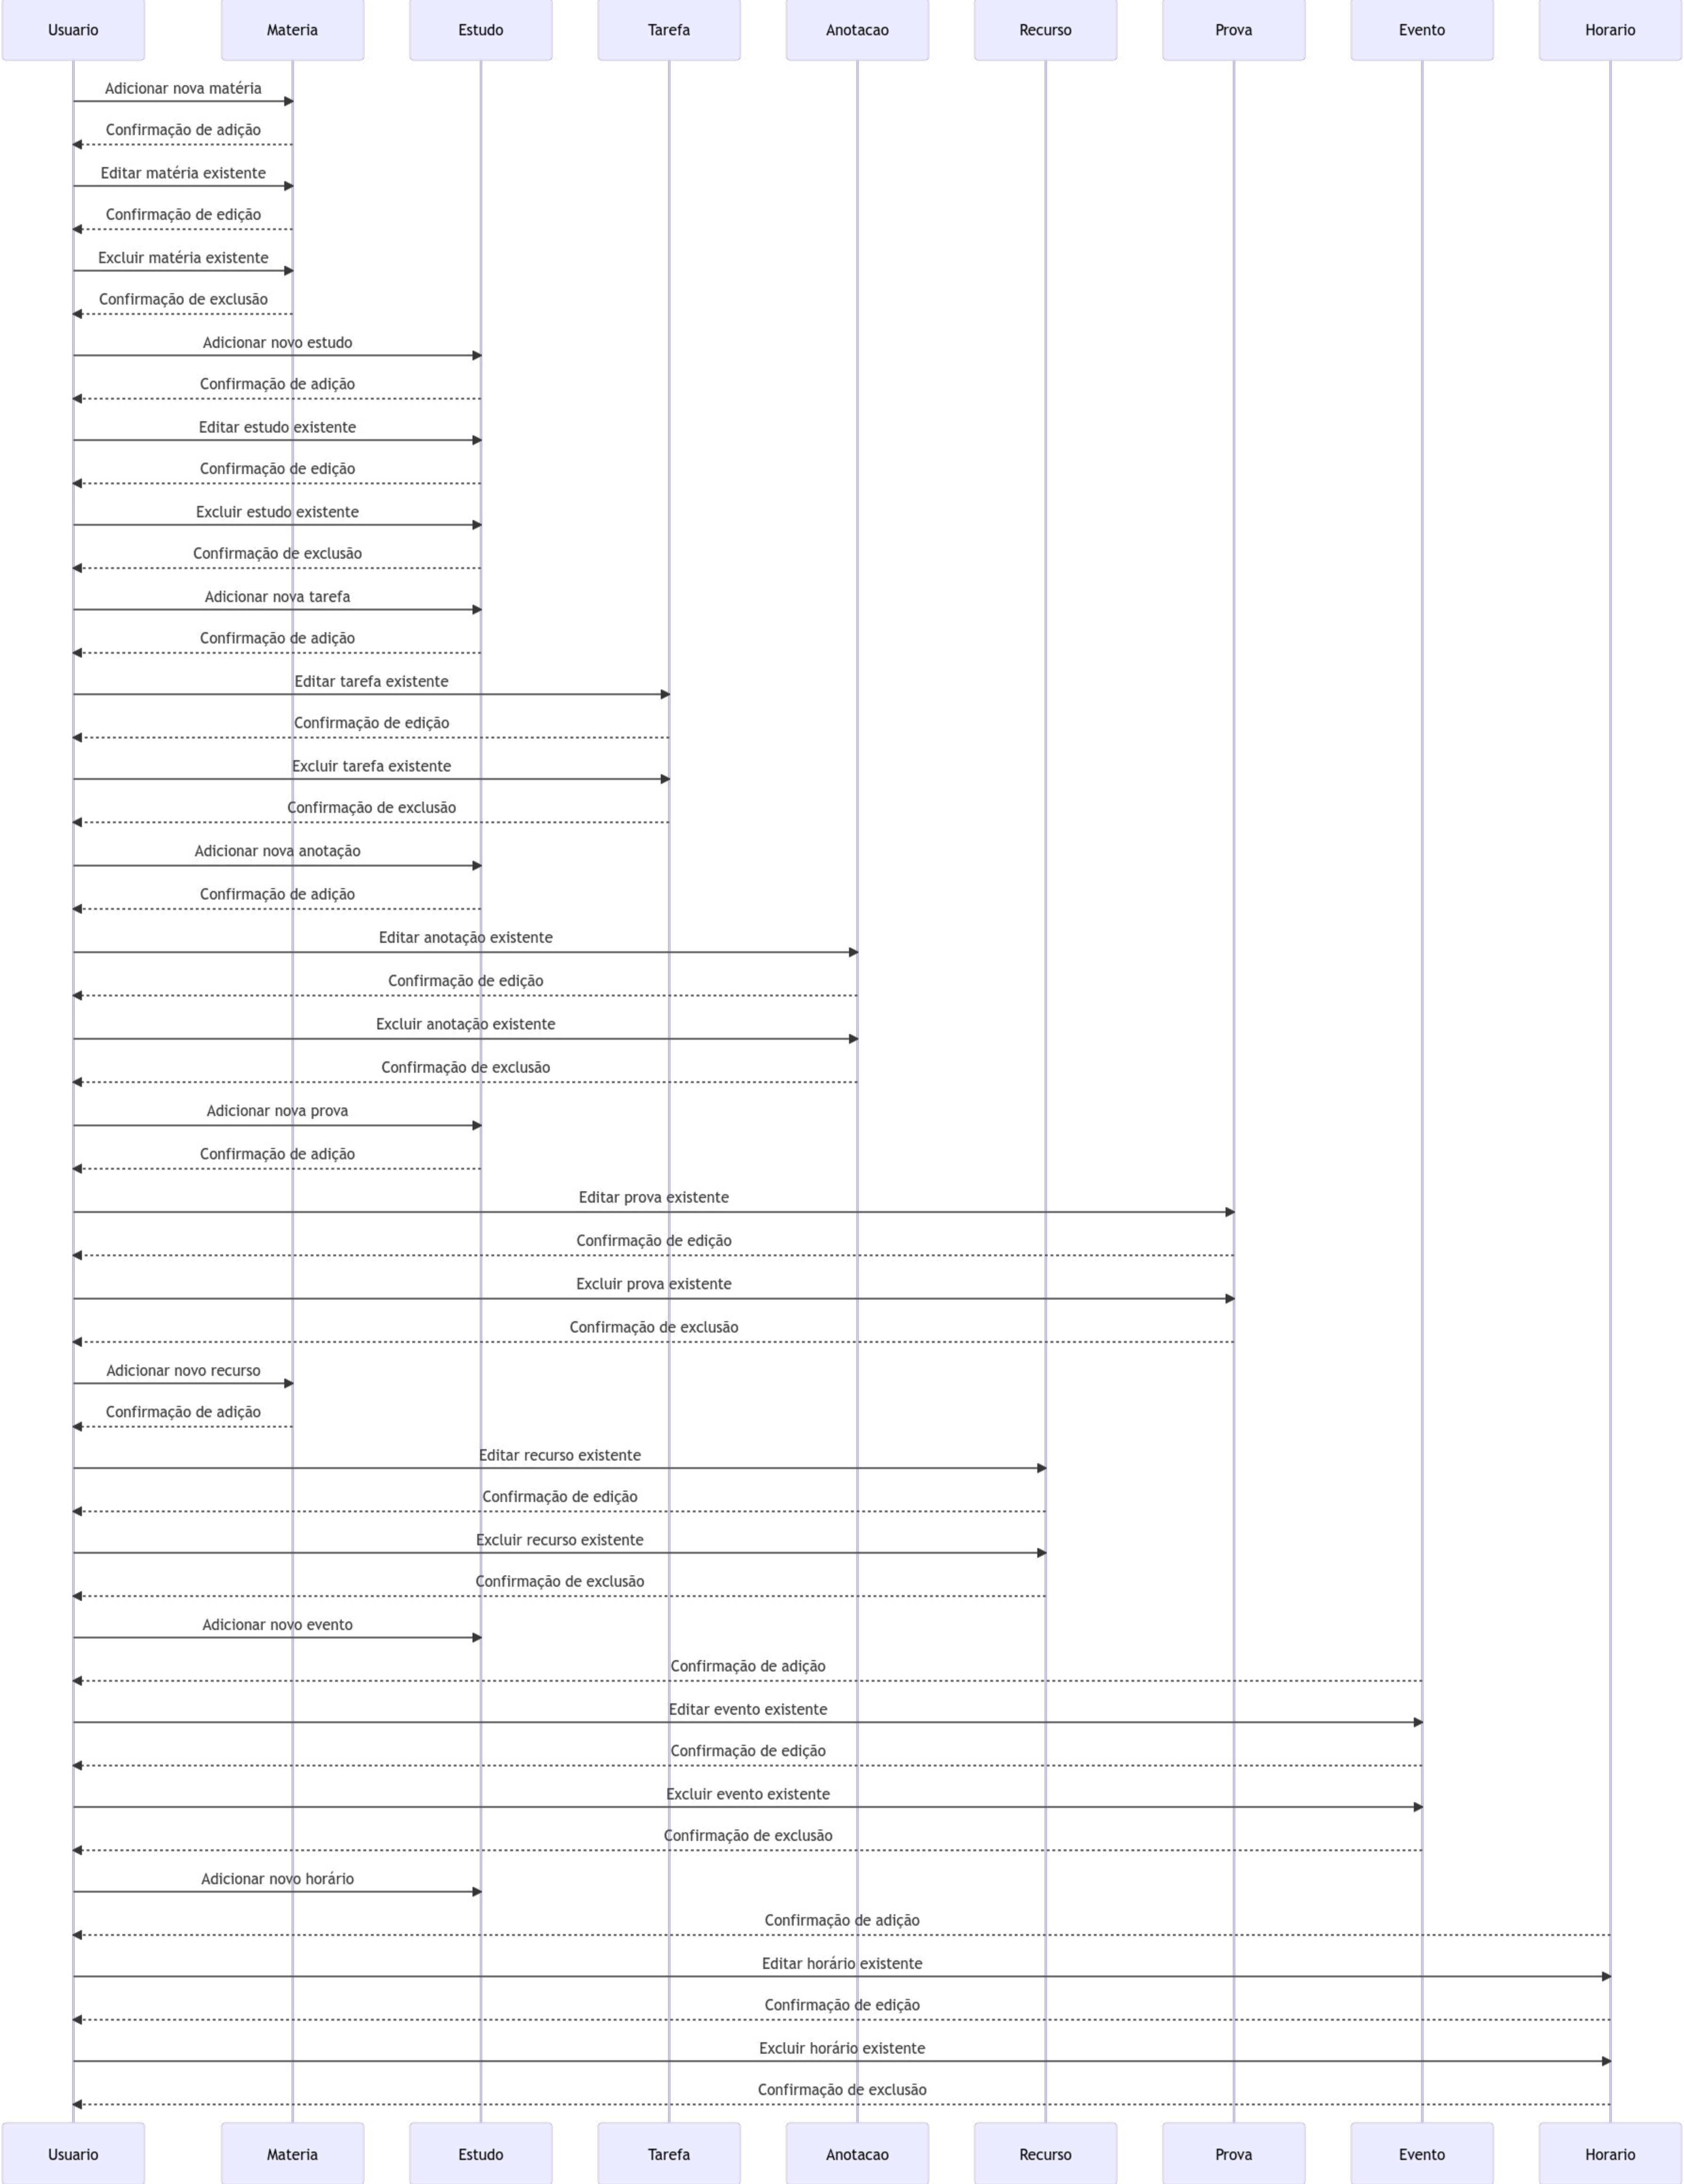 Usuario
Materia
Estudo
Tarefa
Anotacao
Recurso
Prova
Evento
Horario
Adicionar nova matéria
Confirmação de adição
Editar matéria existente
Confirmação de edição
Excluir matéria existente
Confirmação de exclusão
Adicionar novo estudo
Confirmação de adição
Editar estudo existente
Confirmação de edição
Excluir estudo existente
Confirmação de exclusão
Adicionar nova tarefa
Confirmação de adição
Editar tarefa existente
Confirmação de edição
Excluir tarefa existente
Confirmação de exclusão
Adicionar nova anotação
Confirmação de adição
Editar anotação existente
Confirmação de edição
Excluir anotação existente
Confirmação de exclusão
Adicionar nova prova
Confirmação de adição
Editar prova existente
Confirmação de edição
Excluir prova existente
Confirmação de exclusão
Adicionar novo recurso
Confirmação de adição
Editar recurso existente
Confirmação de edição
Excluir recurso existente
Confirmação de exclusão
Adicionar novo evento
Confirmação de adição
Editar evento existente
Confirmação de edição
Excluir evento existente
Confirmação de exclusão
Adicionar novo horário
Confirmação de adição
Editar horário existente
Confirmação de edição
Excluir horário existente
Confirmação de exclusão
Usuario
Materia
Estudo
Tarefa
Anotacao
Recurso
Prova
Evento
Horario